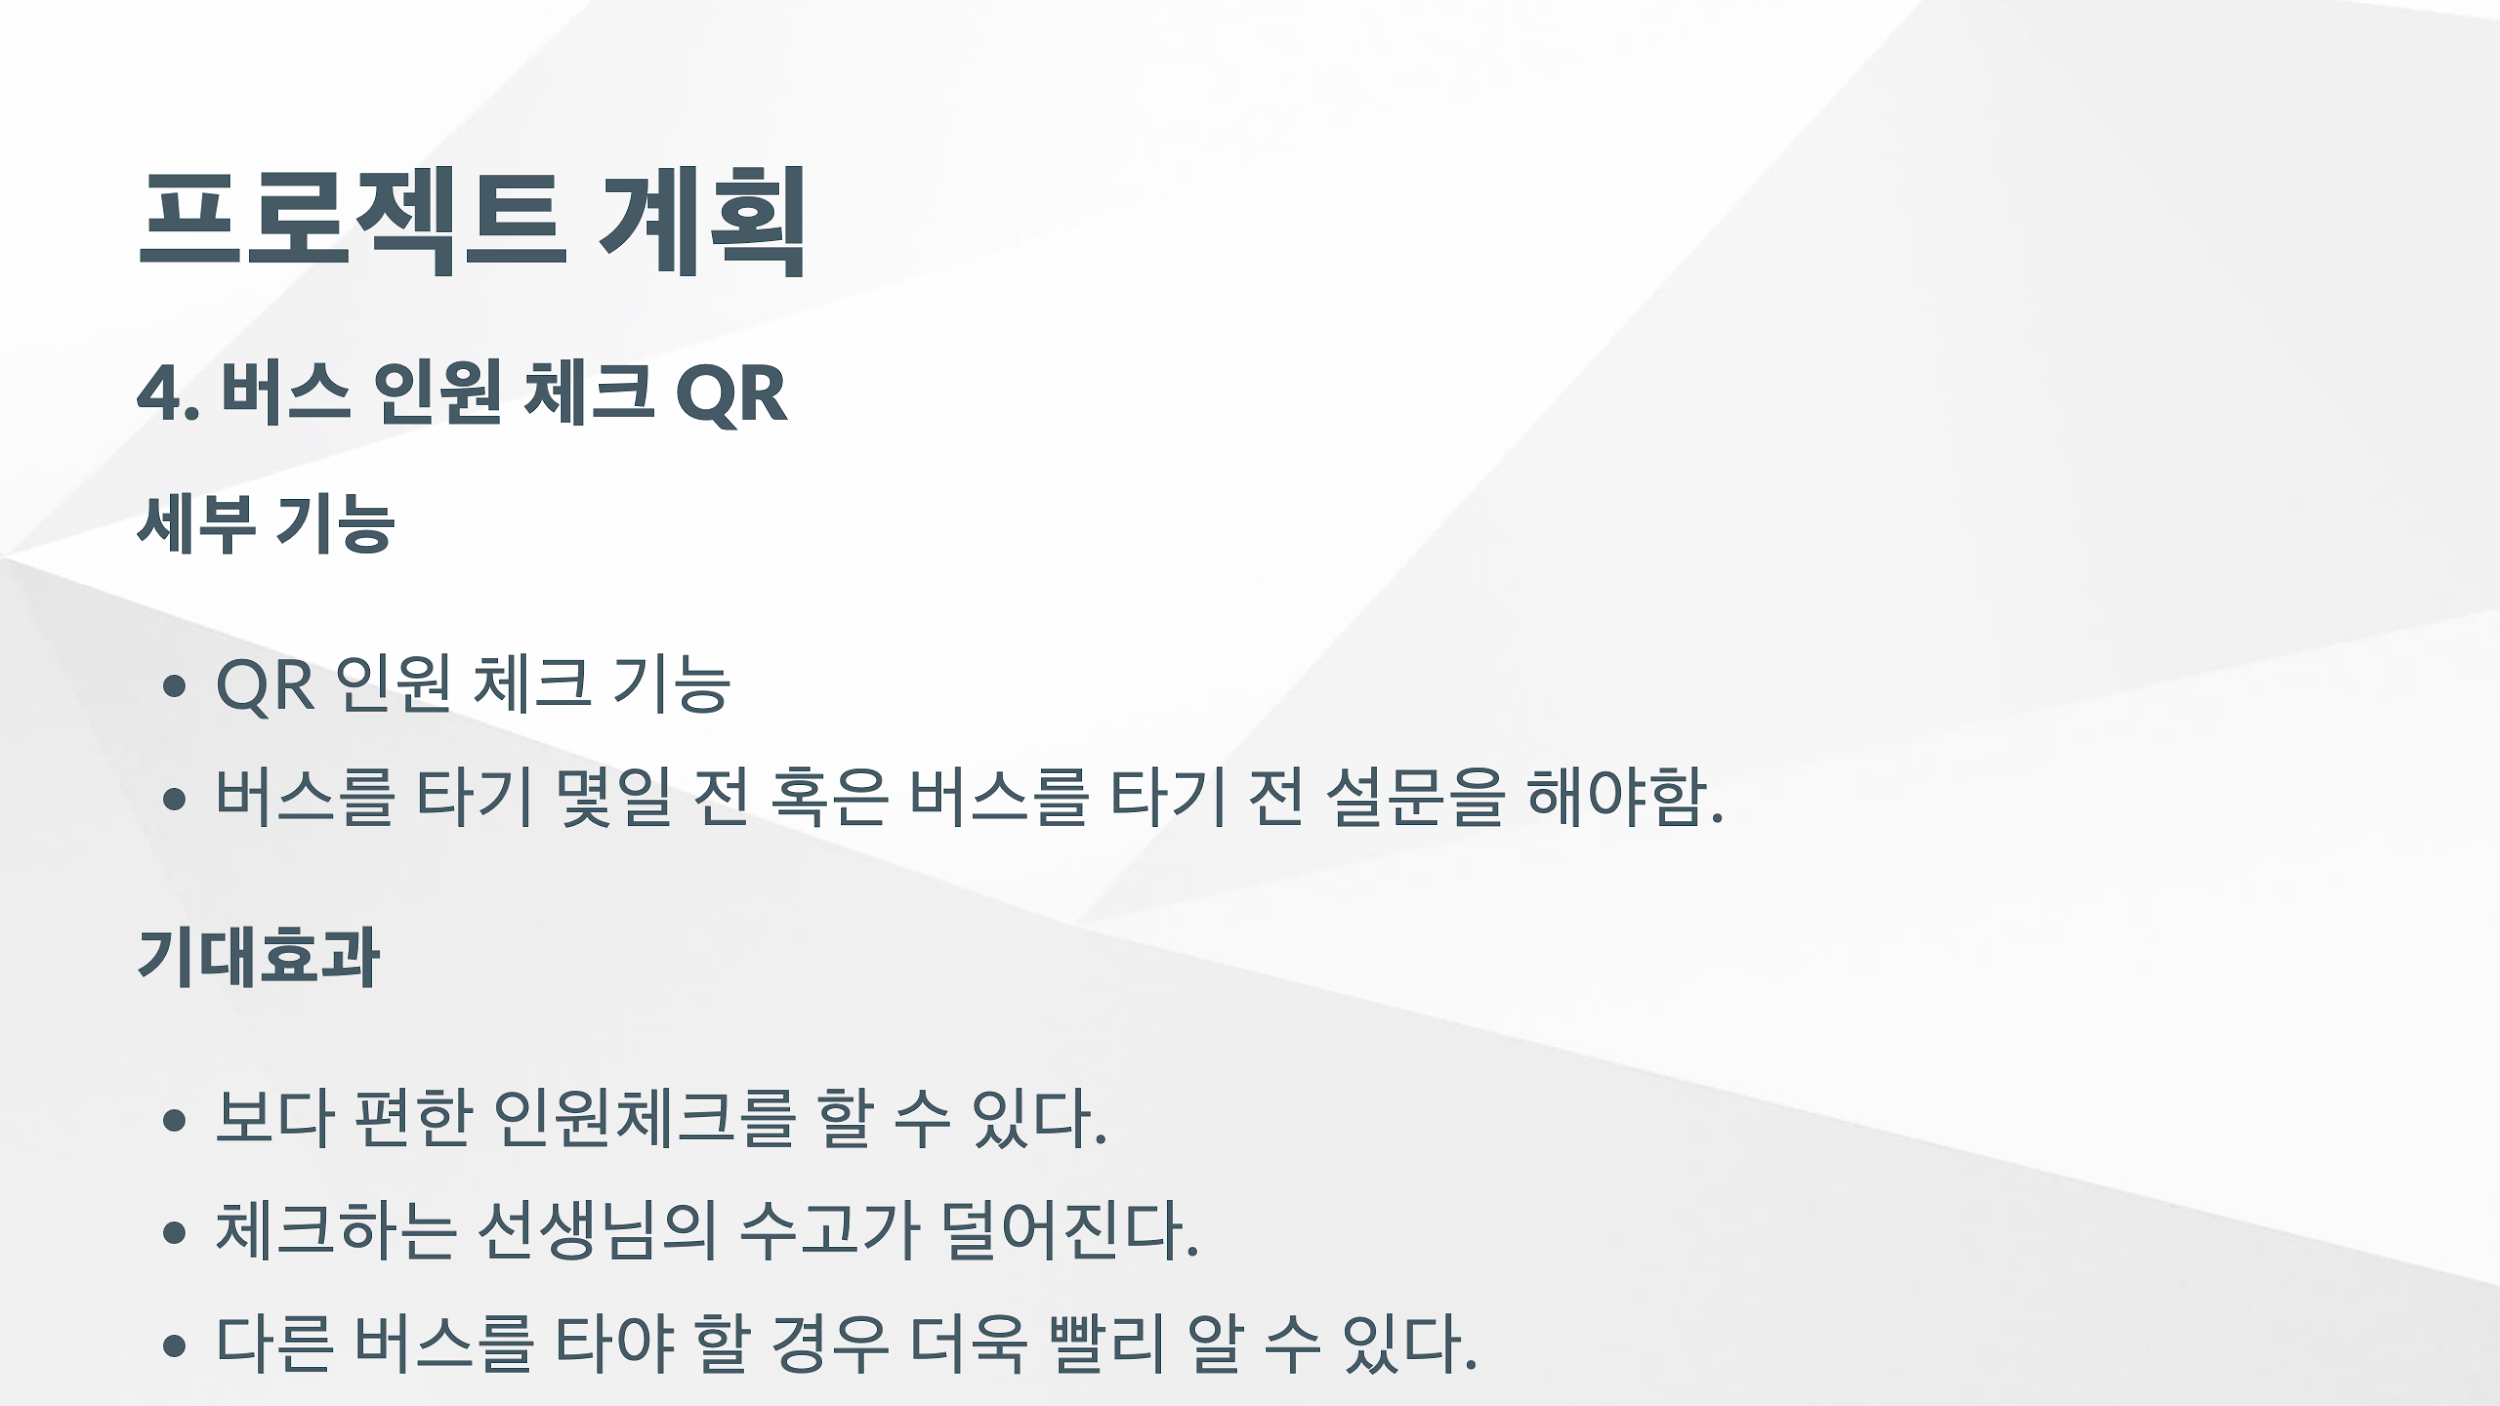 프로젝트 계획
4. 버스 인원 체크 QR
세부 기능
• QR 인원 체크 기능
• 버스를 타기 몇일 전 혹은 버스를 타기 전 설문을 해야함.
기대효과
• 보다 편한 인원체크를 할 수 있다.
• 체크하는 선생님의 수고가 덜어진다.
• 다른 버스를 타야 할 경우 더욱 빨리 알 수 있다.